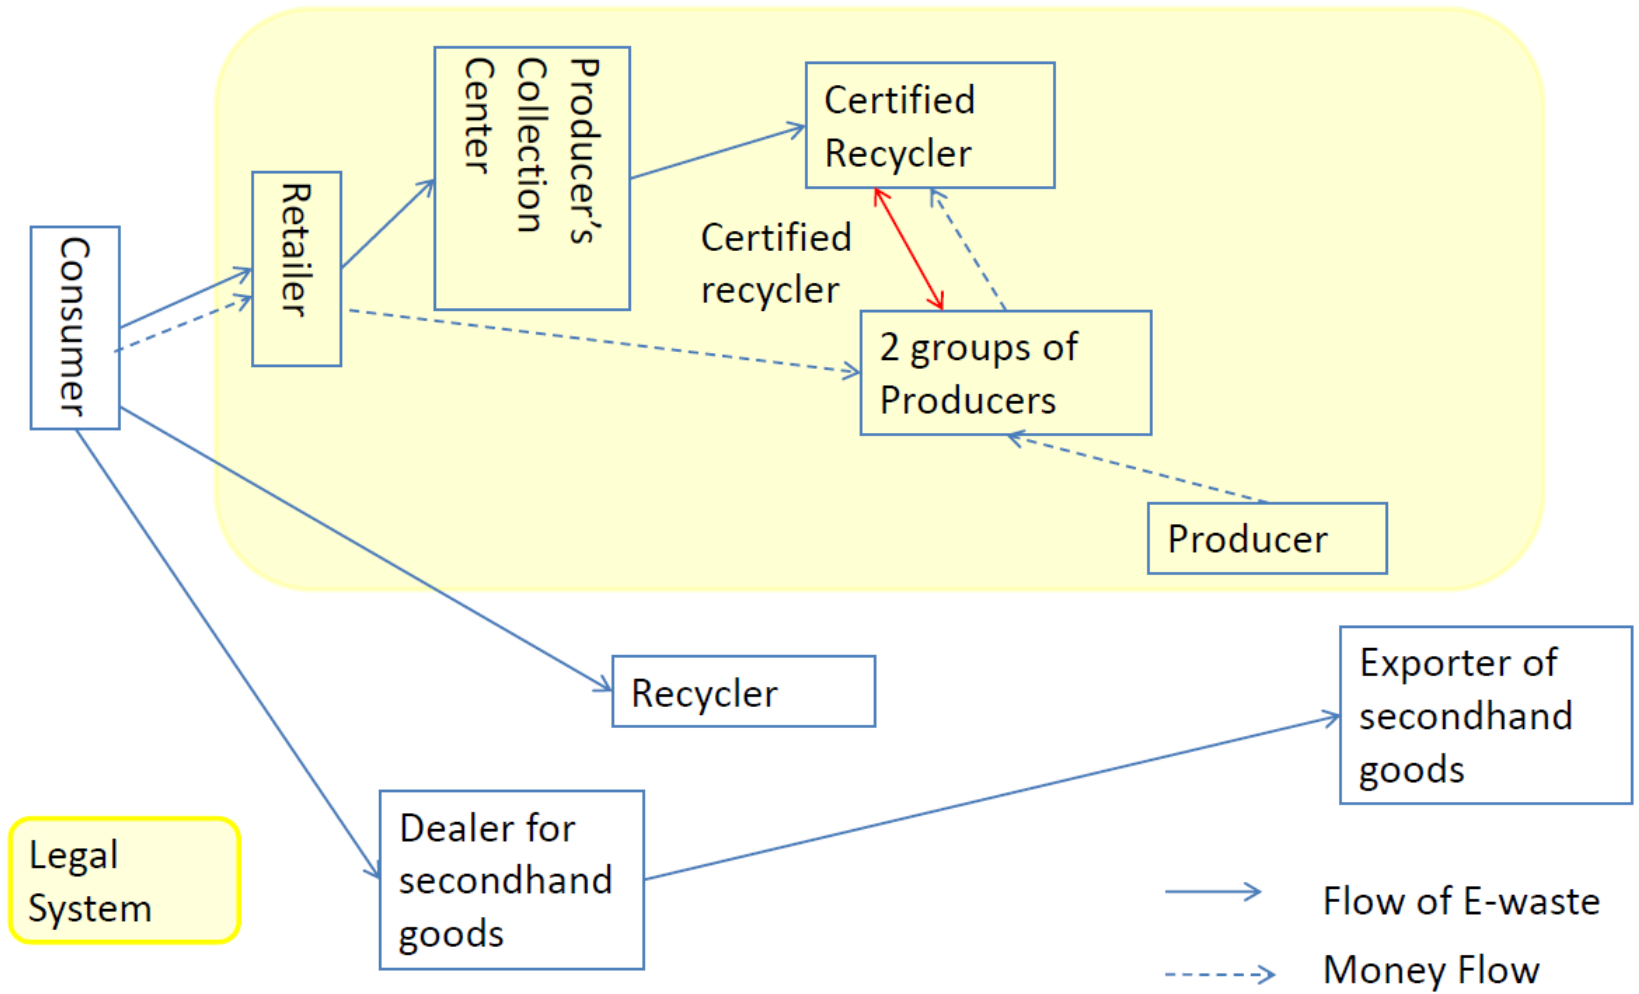 Producer’s
Collection
Center
Certified
Recycler
Retailer
Consumer
Certified
recycler
2 groups of
Producers
Producer
Recycler
Exporter of
secondhand
goods
Dealer for
secondhand
goods
Legal
System
Flow of E-waste
Money Flow